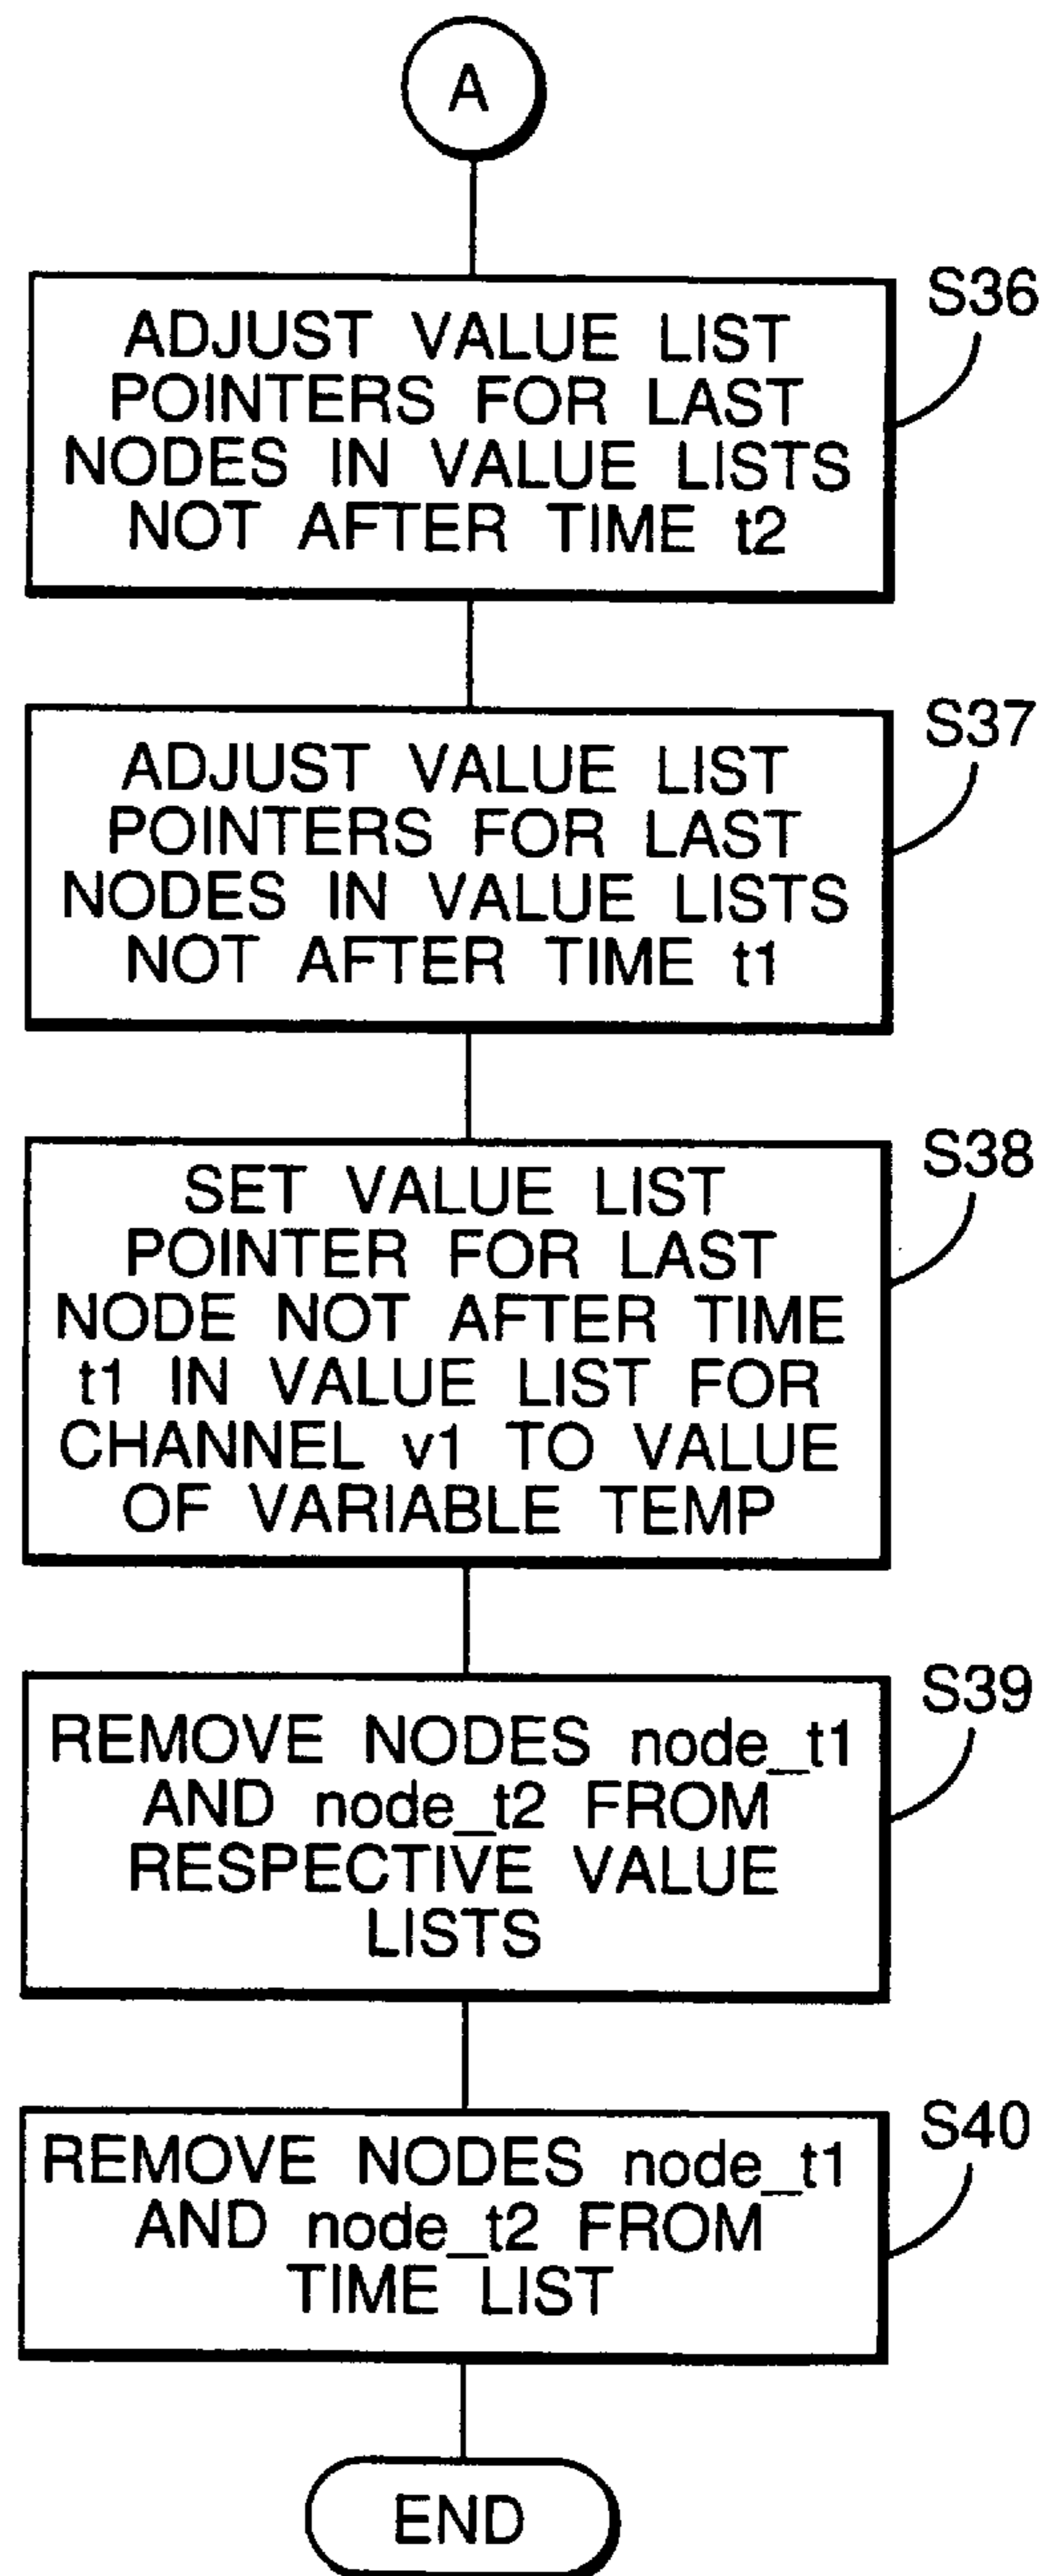 A
S36
ADJUST VALUE LIST
POINTERS FOR LAST
NODES IN VALUE LISTS
NOT AFTER TIME t2
S37
ADJUST VALUE LIST
POINTERS FOR LAST
NODES IN VALUE LISTS
NOT AFTER TIME t1
S38
SET VALUE LIST
POINTER FOR LAST
NODE NOT AFTER TIME
t1 IN VALUE LIST FOR
CHANNEL v1 TO VALUE
OF VARIABLE TEMP
S39
REMOVE NODES node_t1
AND node_t2 FROM
RESPECTIVE VALUE
LISTS
S40
REMOVE NODES node_t1
AND node_t2 FROM
TIME LIST
END